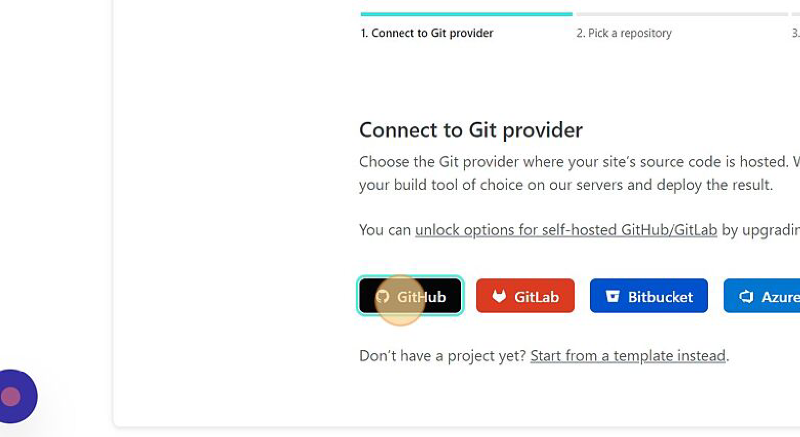 1. Connect to Git provider
2. Pick a repository
3.
Connect to Git provider
Choose the Git provider where your site's source code is hosted.
your build tool of choice on our servers and deploy the result.
You can unlock options for self-hosted GitHub/GitLab by
GitHub
GitLab
Bitbucket
Azure
Don't have a project yet? Start from a template instead.